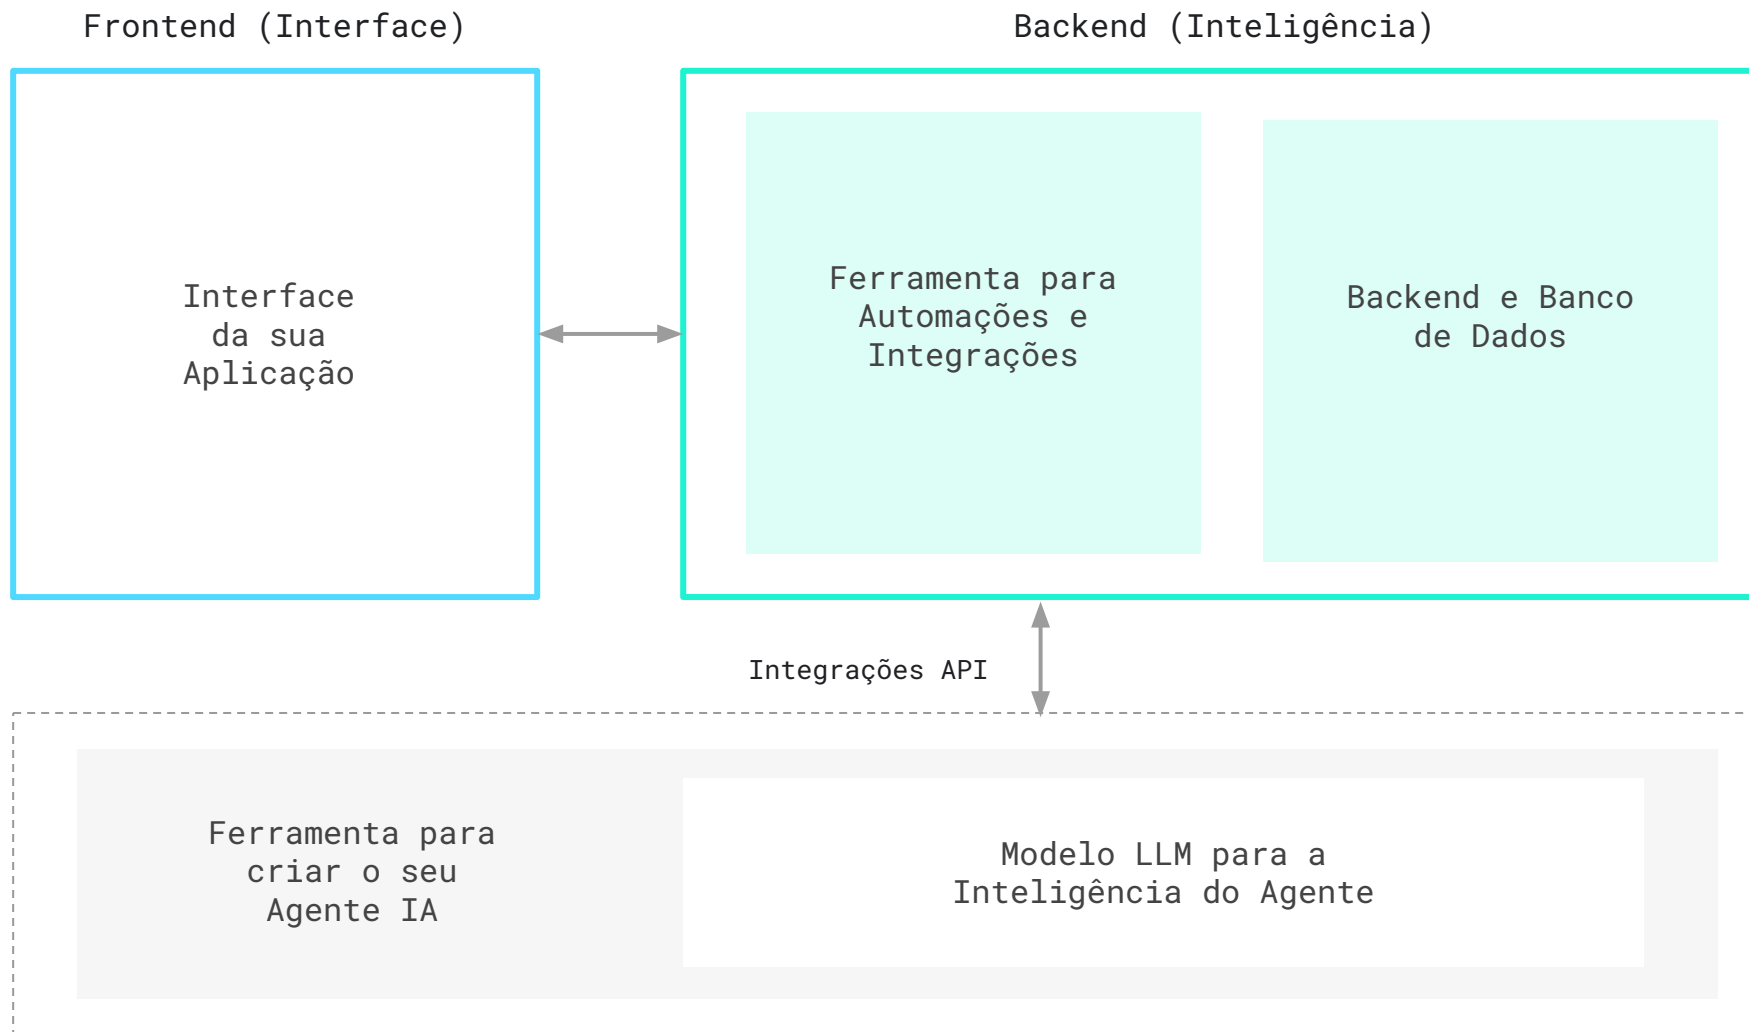 Frontend (Interface)
Backend (Inteligência)
Interface
da sua
Aplicação
Ferramenta para
Automações e
Integrações
Backend e Banco
de Dados
Integrações API
Ferramenta para
criar o seu
Agente IA
Modelo LLM para a
Inteligência do Agente